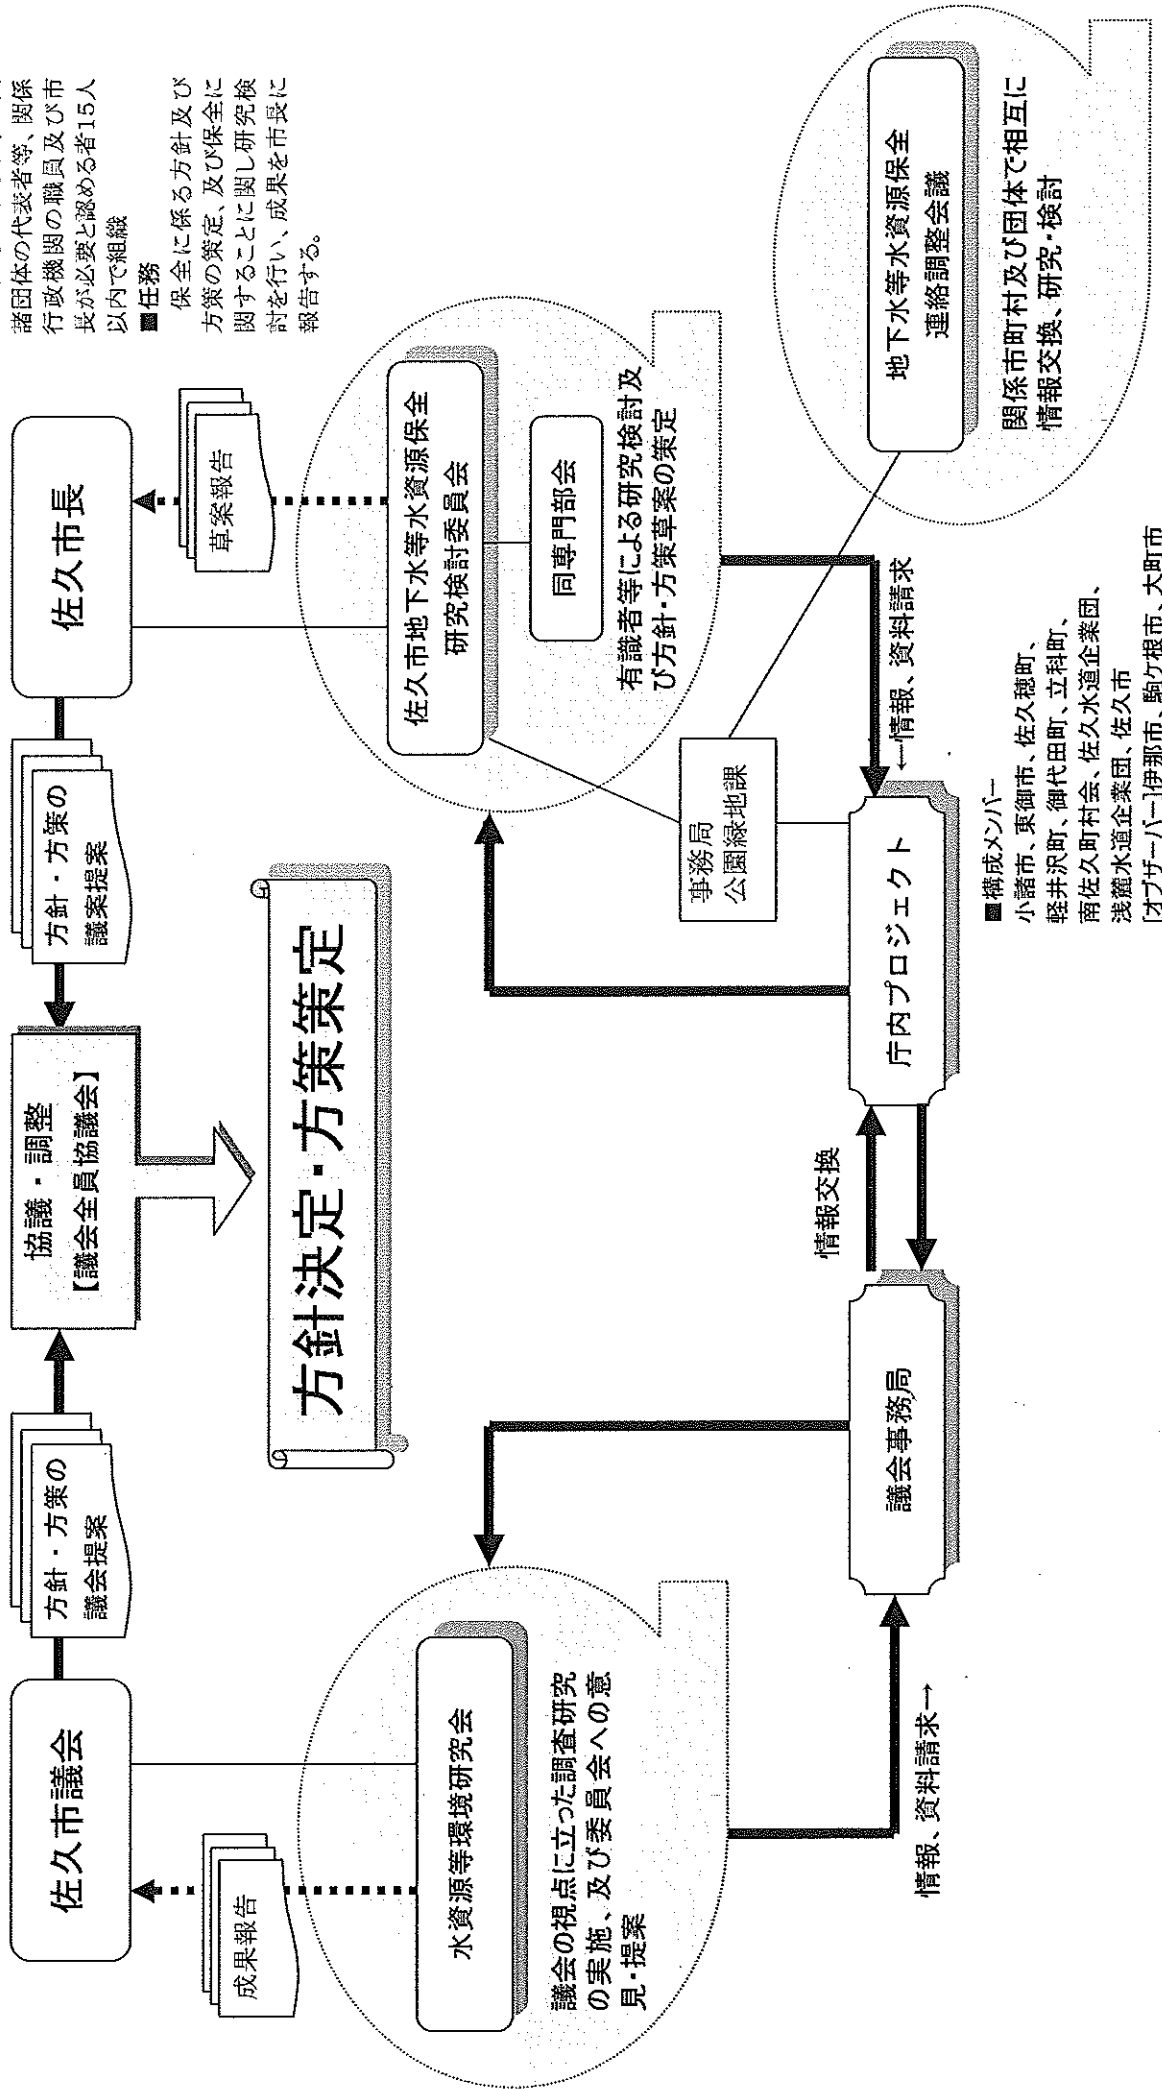 佐久市議会
方針・方策の
議会提案
協議・調整
【議会全員協議会】
方針・方策の
議案提案
佐久市長
諸団体の代表者等、関係
行政機関の職員及び市
長が必要と認める者15人
以内で組織
■任務
保全に係る方針及び
方策の策定、及び保全に
関することに関し研究検
討を行い、成果を市長に
報告する。
成果報告
方針決定・方策策定
草案報告
水資源等環境研究会
議会の視点に立った調査研究
の実施、及び委員会への意
見・提案
佐久市地下水等水資源保全
研究検討委員会
同専門部会
有識者等による研究検討及
び方針・方策草案の策定
事務局
公園緑地課
情報、資料請求→
議会事務局
情報交換
庁内プロジェクト
←情報、資料請求
地下水等水資源保全
連絡調整会議
関係市町村及び団体で相互に
情報交換、研究・検討
■構成メンバー
小諸市、東御市、佐久穂町、
軽井沢町、御代田町、立科町、
南佐久町村会、佐久水道企業団、
浅麓水道企業団、佐久市
[オブザーバー]伊那市、駒ケ根市、大町市